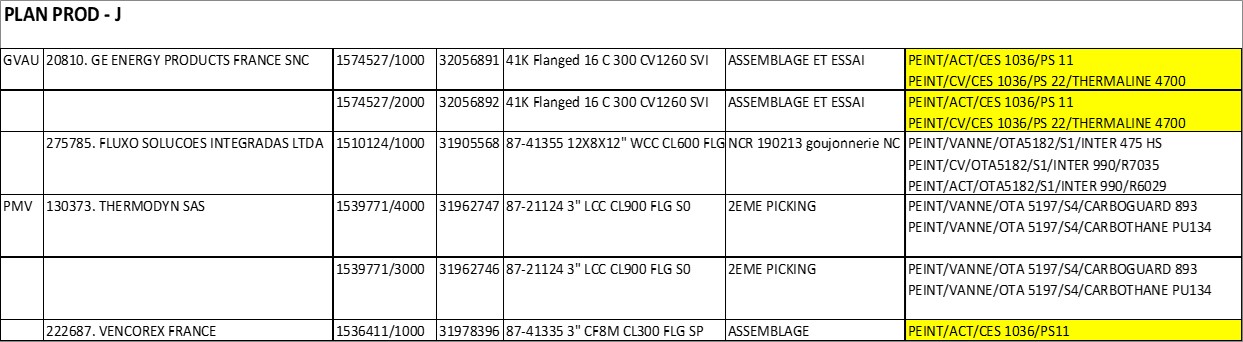 PLAN PROD - J
GVAU 20810. GE ENERGY PRODUCTS FRANCE SNC 1574527/1000 32056891 41K Flanged 16 C 300 CV1260 SVI ASSEMBLAGE ET ESSAI PEINT/ACT/CES 1036/PS 11
PEINT/CV/CES 1036/PS 22/THERMALINE 4700
1574527/2000 32056892 41K Flanged 16 C 300 CV1260 SVI ASSEMBLAGE ET ESSAI PEINT/ACT/CES 1036/PS 11
PEINT/CV/CES 1036/PS 22/THERMALINE 4700
275785. FLUXO SOLUCOES INTEGRADAS LTDA 1510124/1000 31905568 87-41355 12X8X12" WCC CL600 FLG NCR 190213 goujonnerie NC PEINT/VANNE/OTA5182/S1/INTER 475 HS
PEINT/CV/OTA5182/S1/INTER 990/R7035
PEINT/ACT/OTA5182/S1/INTER 990/R6029
PMV 130373. THERMODYN SAS 1539771/4000 31962747 87-21124 3" LCC CL900 FLG S0 2EME PICKING PEINT/VANNE/OTA 5197/S4/CARBOGUARD 893
PEINT/VANNE/OTA 5197/S4/CARBOTHANE PU134
1539771/3000 31962746 87-21124 3" LCC CL900 FLG S0 2EME PICKING PEINT/VANNE/OTA 5197/S4/CARBOGUARD 893
PEINT/VANNE/OTA 5197/S4/CARBOTHANE PU134
222687. VENCOREX FRANCE 1536411/1000 31978396 87-41335 3" CF8M CL300 FLG SP ASSEMBLAGE PEINT/ACT/CES 1036/PS11